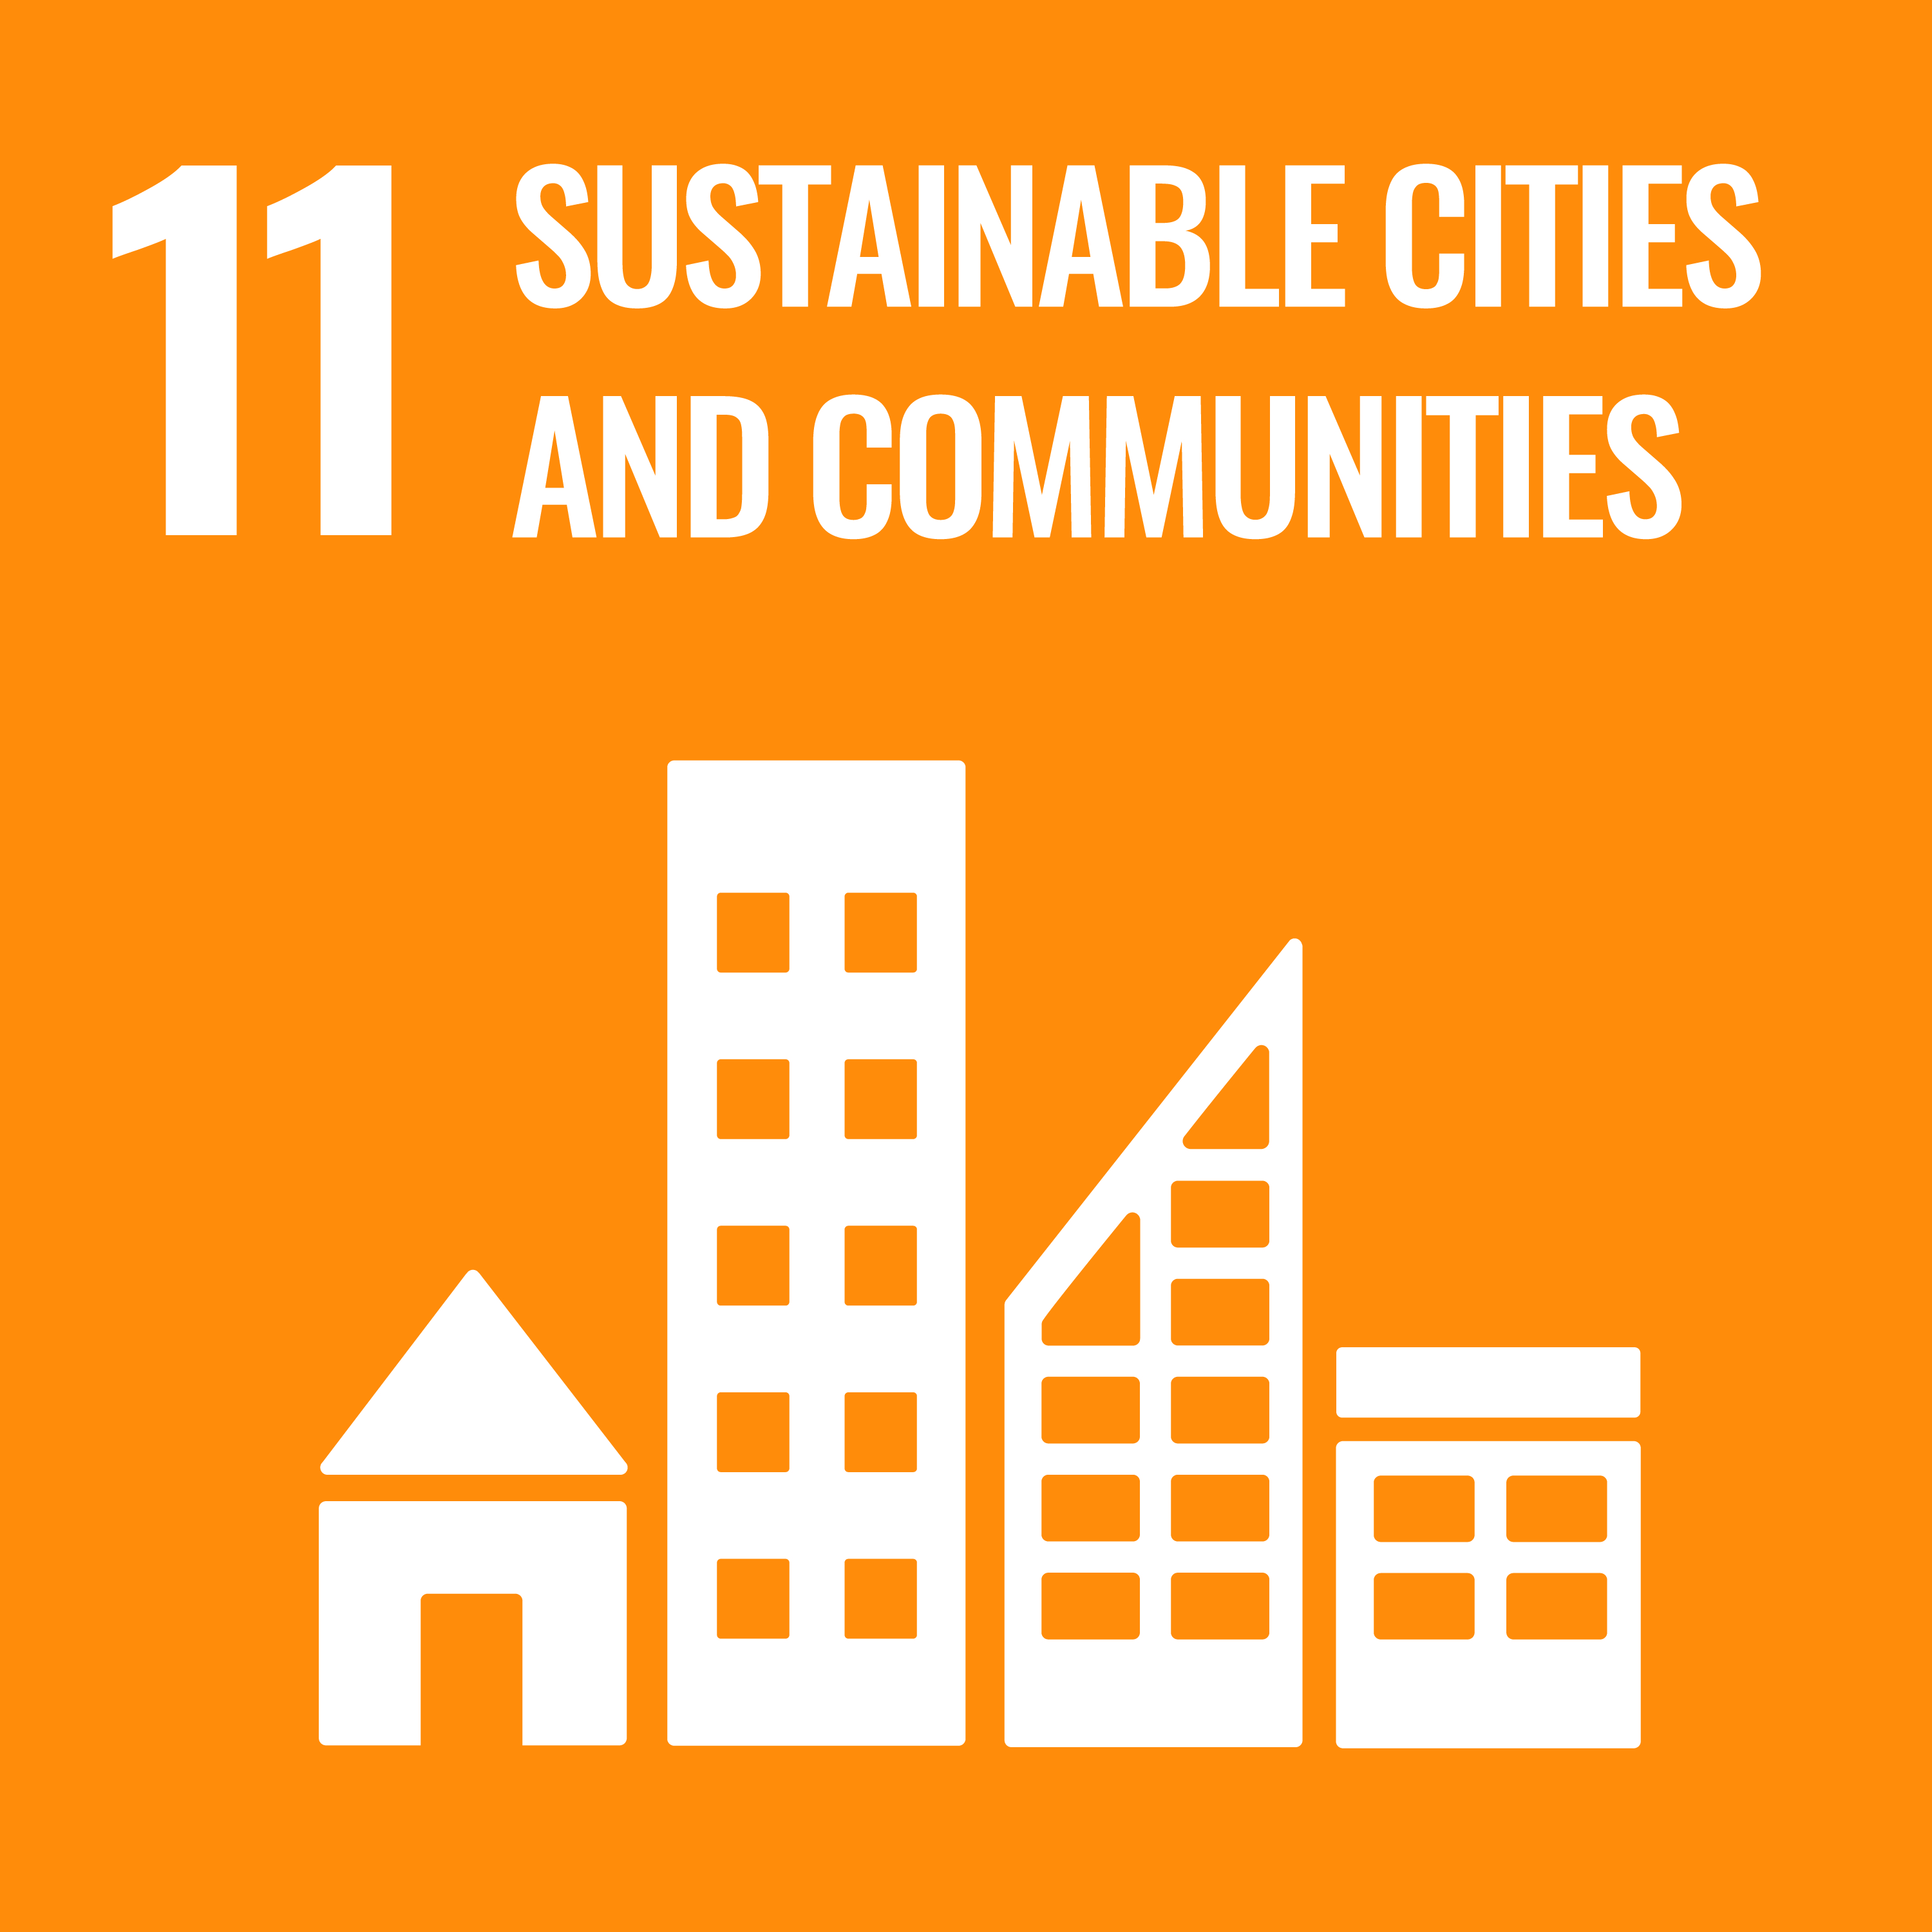 11
SUSTAINABLE CITIES
AND COMMUNITIES